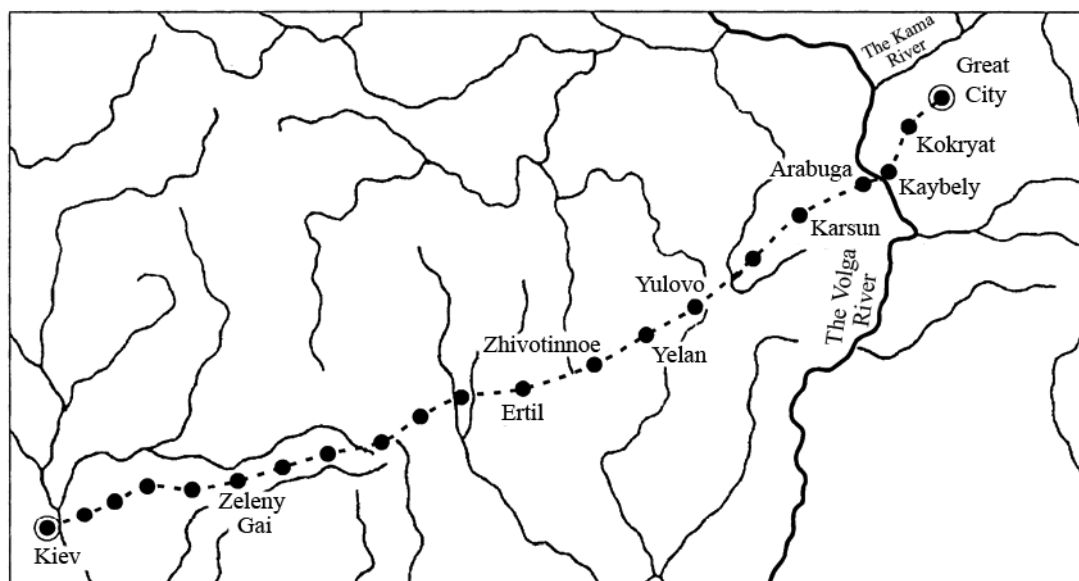 The Kama
River
Great
City
Kokryat
Arabuga
Kaybely
Karsun
The Volga
River
Yulovo
Zhivotinnoe
Yelan
Ertil
Zeleny
Gai
Kiev